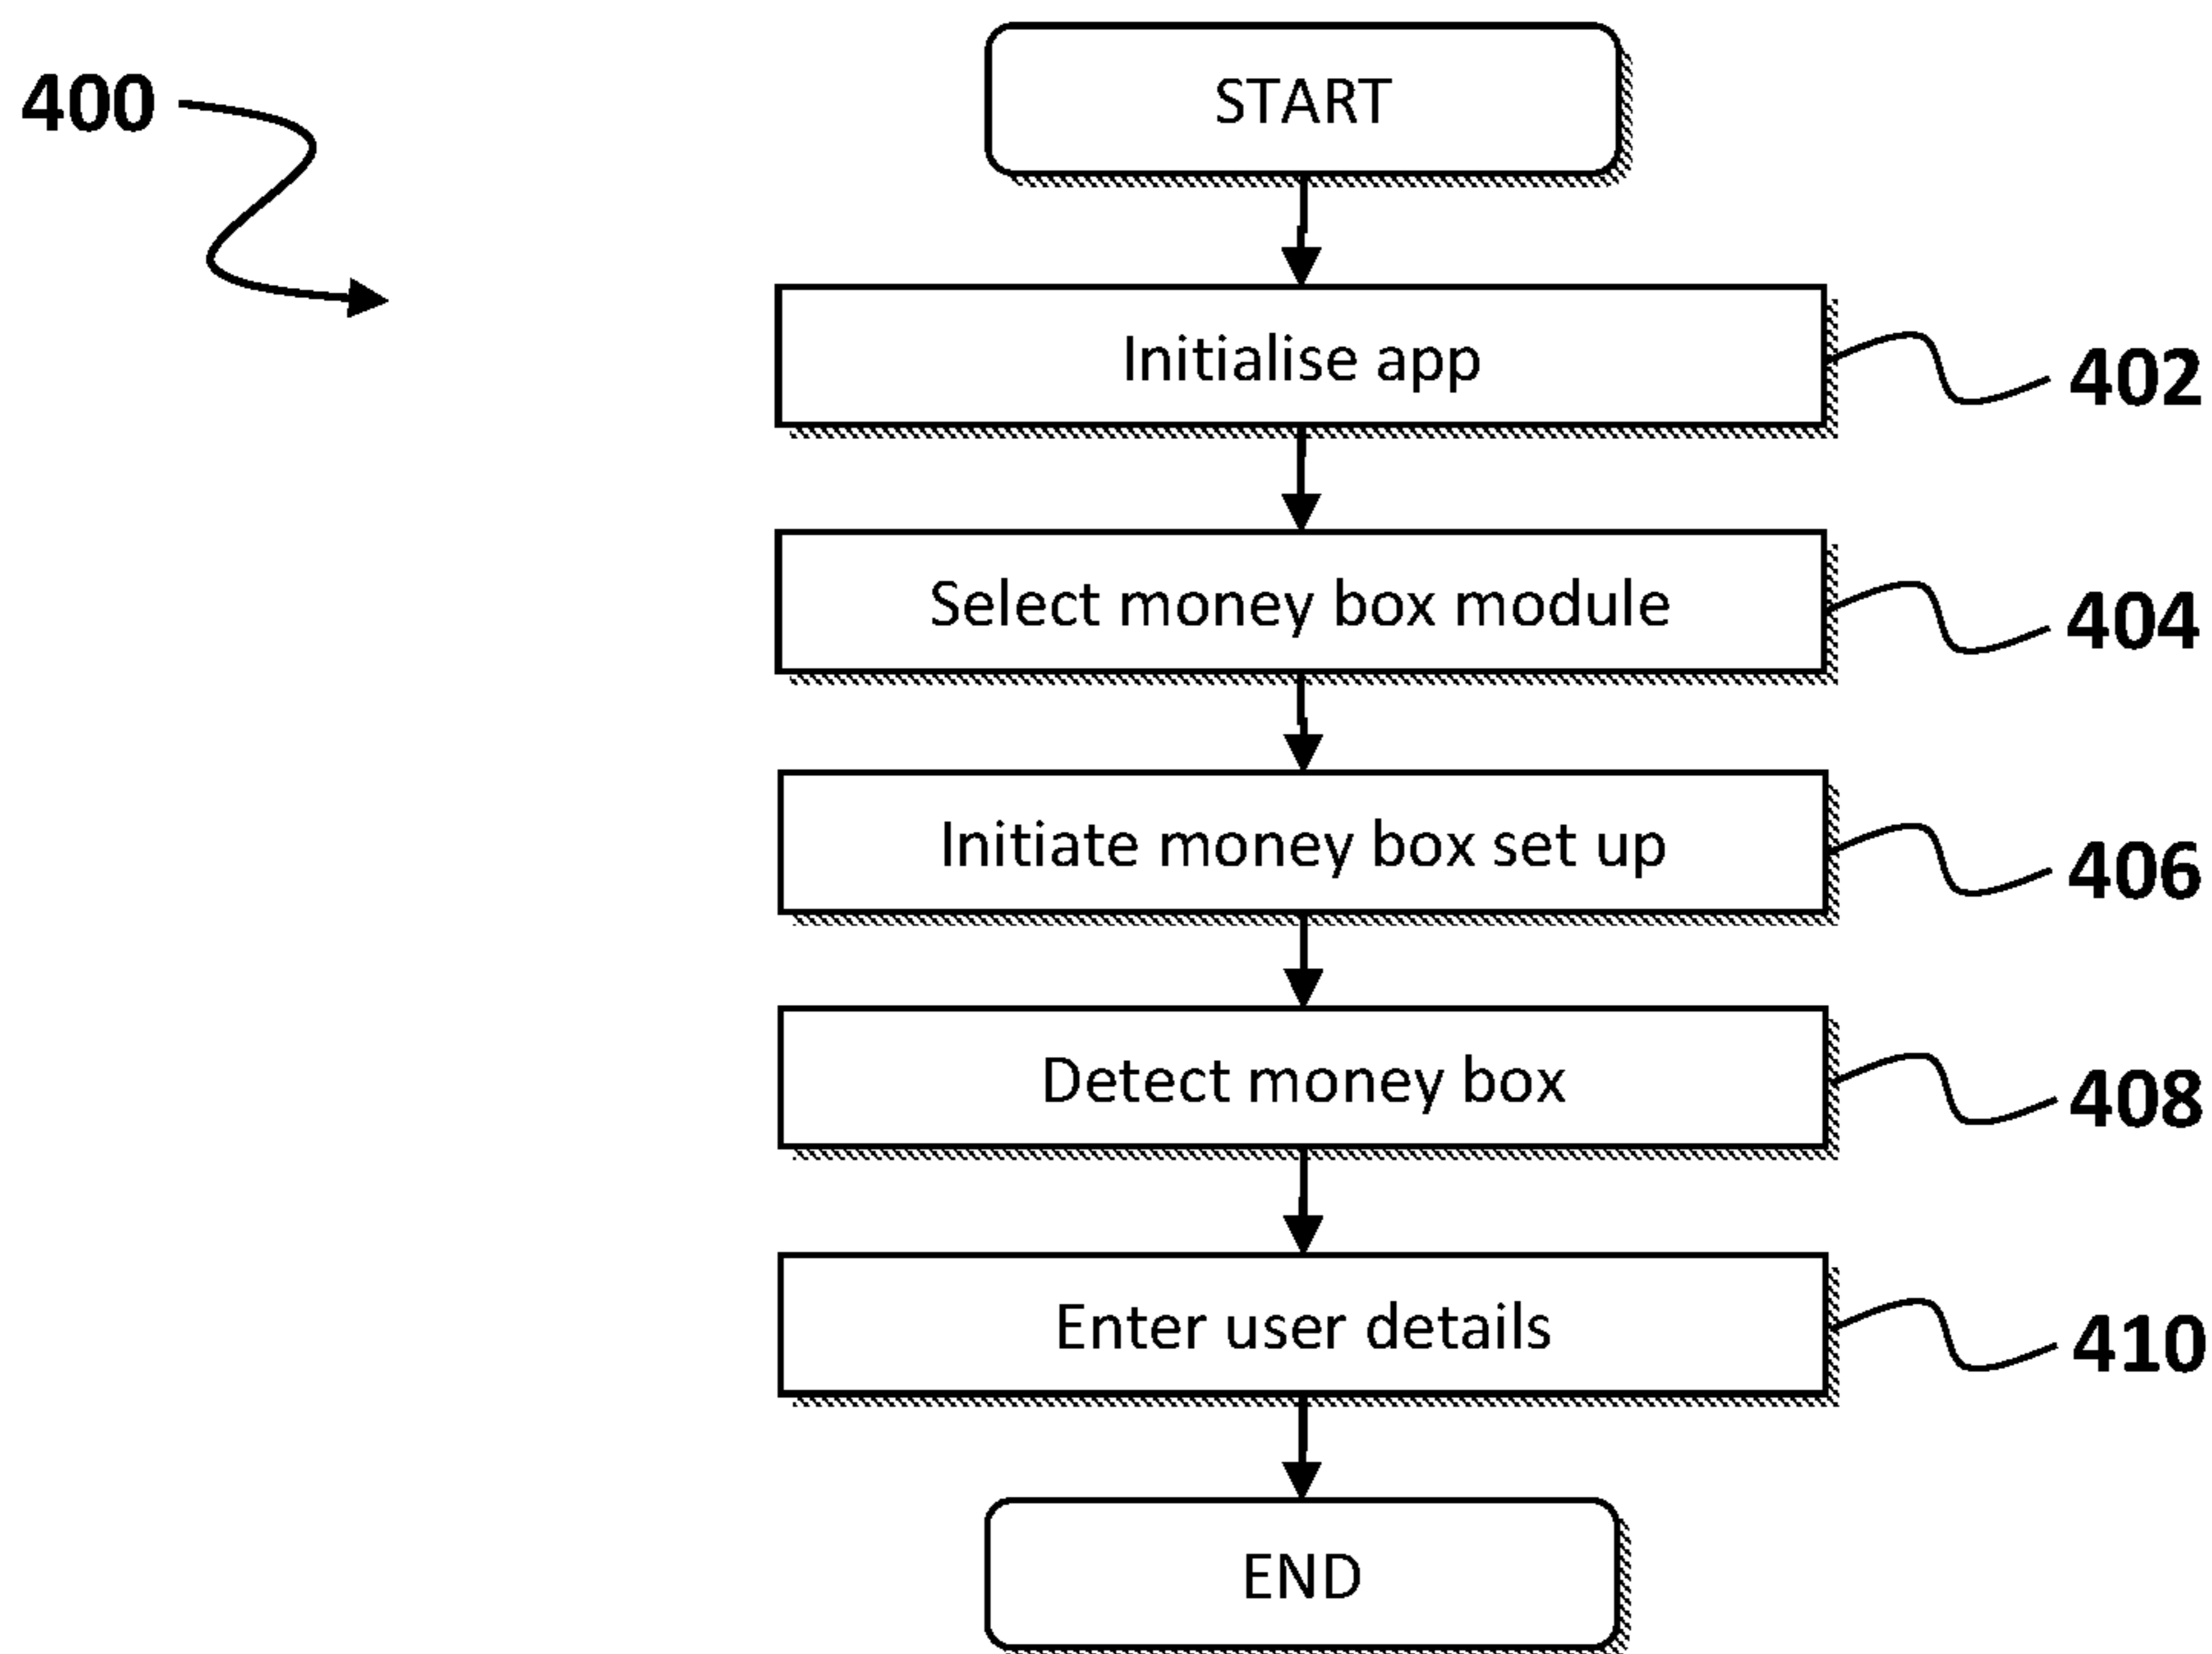 START
400
Initialise app
402
Select money box module
404
Initiate money box set up
406
Detect money box
408
Enter user details
410
END